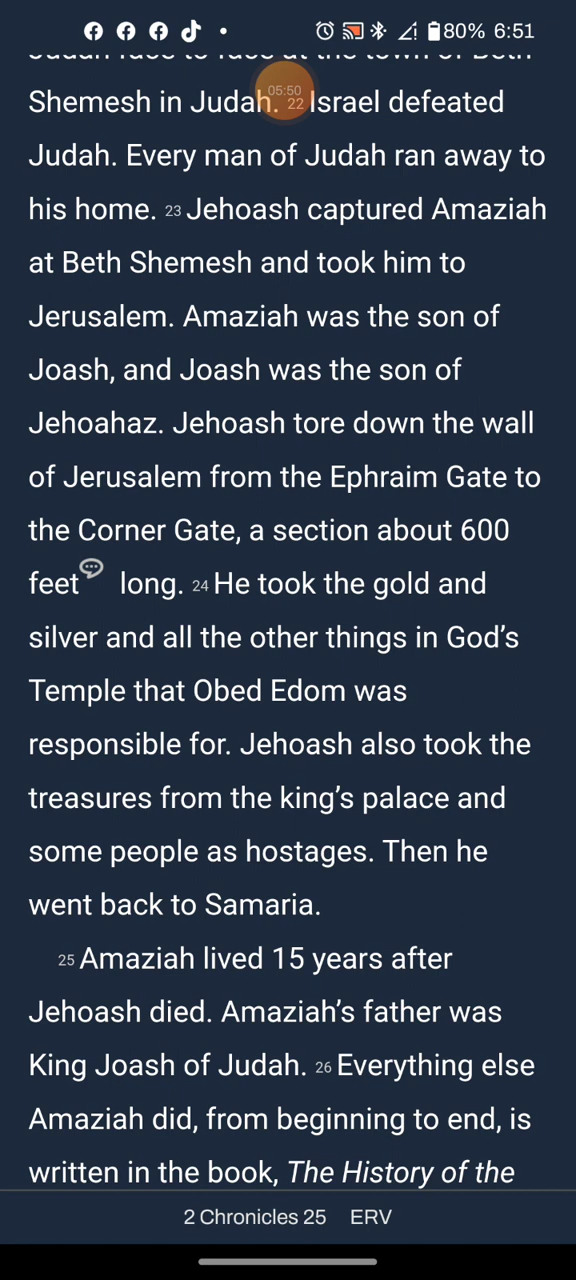 80% 6:51
05:50
Shemesh in Judah. 22 Israel defeated
Judah. Every man of Judah ran away to
his home. 23 Jehoash captured Amaziah
at Beth Shemesh and took him to
Jerusalem. Amaziah was the son of
Joash, and Joash was the son of
Jehoahaz. Jehoash tore down the wall
of Jerusalem from the Ephraim Gate to
the Corner Gate, a section about 600
feet long. 24 He took the gold and
silver and all the other things in God’s
Temple that Obed Edom was
responsible for. Jehoash also took the
treasures from the king’s palace and
some people as hostages. Then he
went back to Samaria.
25 Amaziah lived 15 years after
Jehoash died. Amaziah’s father was
King Joash of Judah. 26 Everything else
Amaziah did, from beginning to end, is
written in the book, The History of the
2 Chronicles 25 ERV